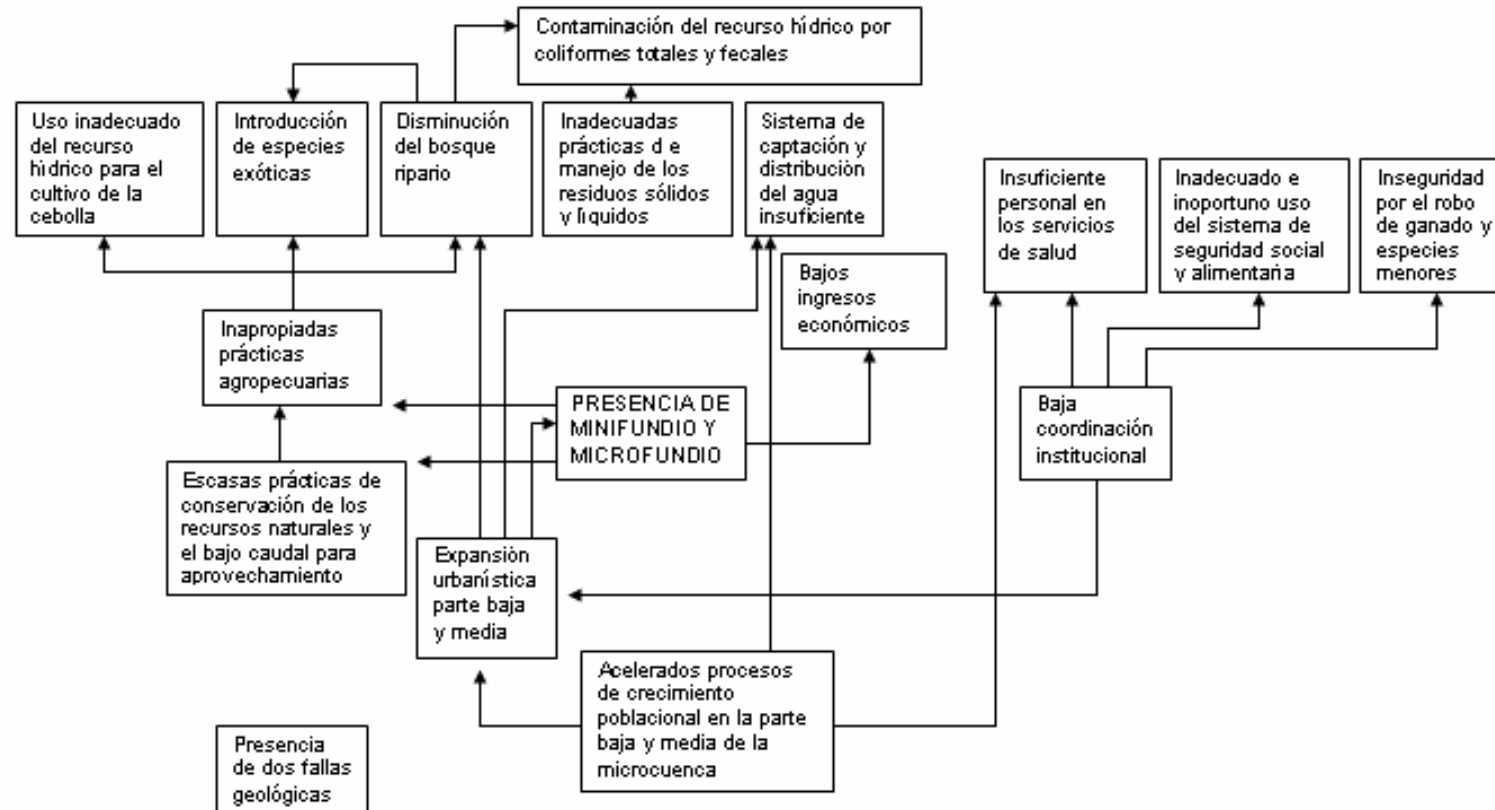 Contaminación del recurso hídrico por
coliformes totales y fecales
Uso inadecuado
del recurso
hídrico para el
cultivo de la
cebolla
Introducción
de especies
exóticas
Disminución
del bosque
ripario
Inadecuadas
prácticas d e
manejo de los
residuos sólidos
y líquidos
Sistema de
captación y
distribución
del agua
insuficiente
Insuficiente
personal en
los servicios
de salud
Inadecuado e
inoportuno uso
del sistema de
seguridad social
y alimentaria
Inseguridad
por el robo
de ganado y
especies
menores
Bajos
ingresos
económicos
Inapropiadas
prácticas
agropecuarias
PRESENCIA DE
MINIFUNDIO Y
MICROFUNDIO
Baja
coordinación
institucional
Escasas prácticas de
conservación de los
recursos naturales y
el bajo caudal para
aprovechamiento
Expansión
urbanística
parte baja
y media
Acelerados procesos
de crecimiento
poblacional en la parte
baja y media de la
microcuenca
Presencia
de dos fallas
geológicas